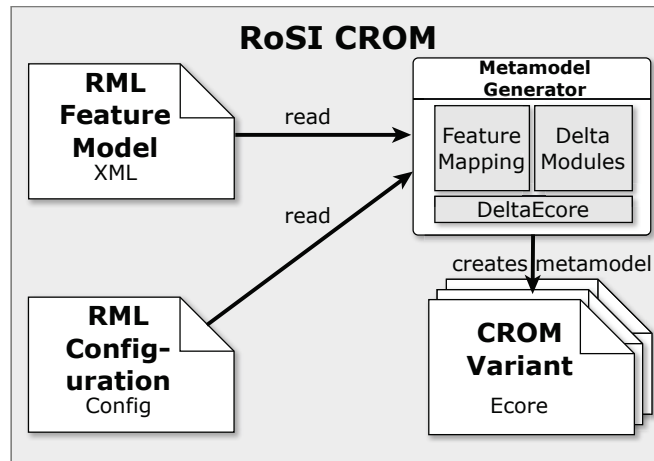 RoSI CROM
RML
Feature
Model
XML
read
Metamodel
Generator
Feature
Mapping
Delta
Modules
DeltaEcore
read
creates metamodel
RML
Config-
uration
Config
CROM
Variant
Ecore